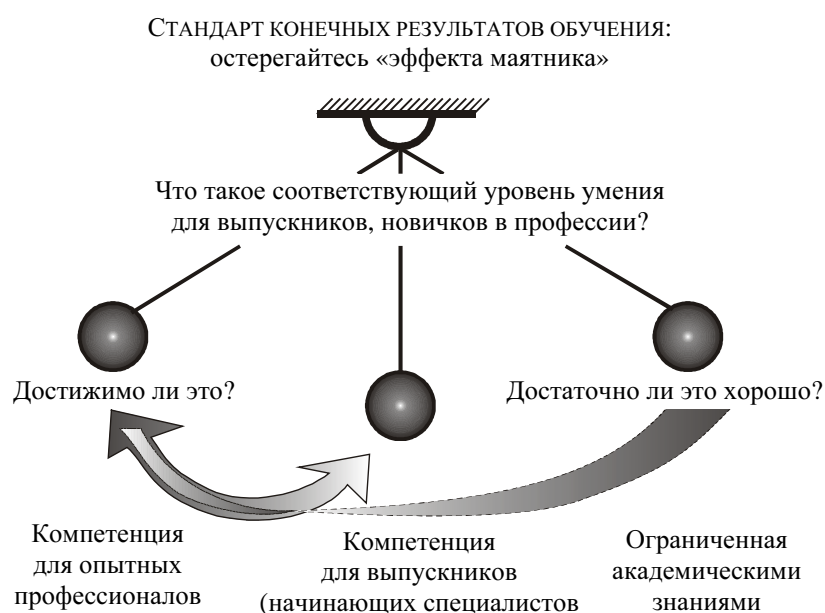 СТАНДАРТ КОНЕЧНЫХ РЕЗУЛЬТАТОВ ОБУЧЕНИЯ:
остерегайтесь «эффекта маятника»
Что такое соответствующий уровень умения
для выпускников, новичков в профессии?
Достижимо ли это?
Достаточно ли это хорошо?
Компетенция
для опытных
профессионалов
Компетенция
для выпускников
(начинающих специалистов
Ограниченная
академическими
знаниями